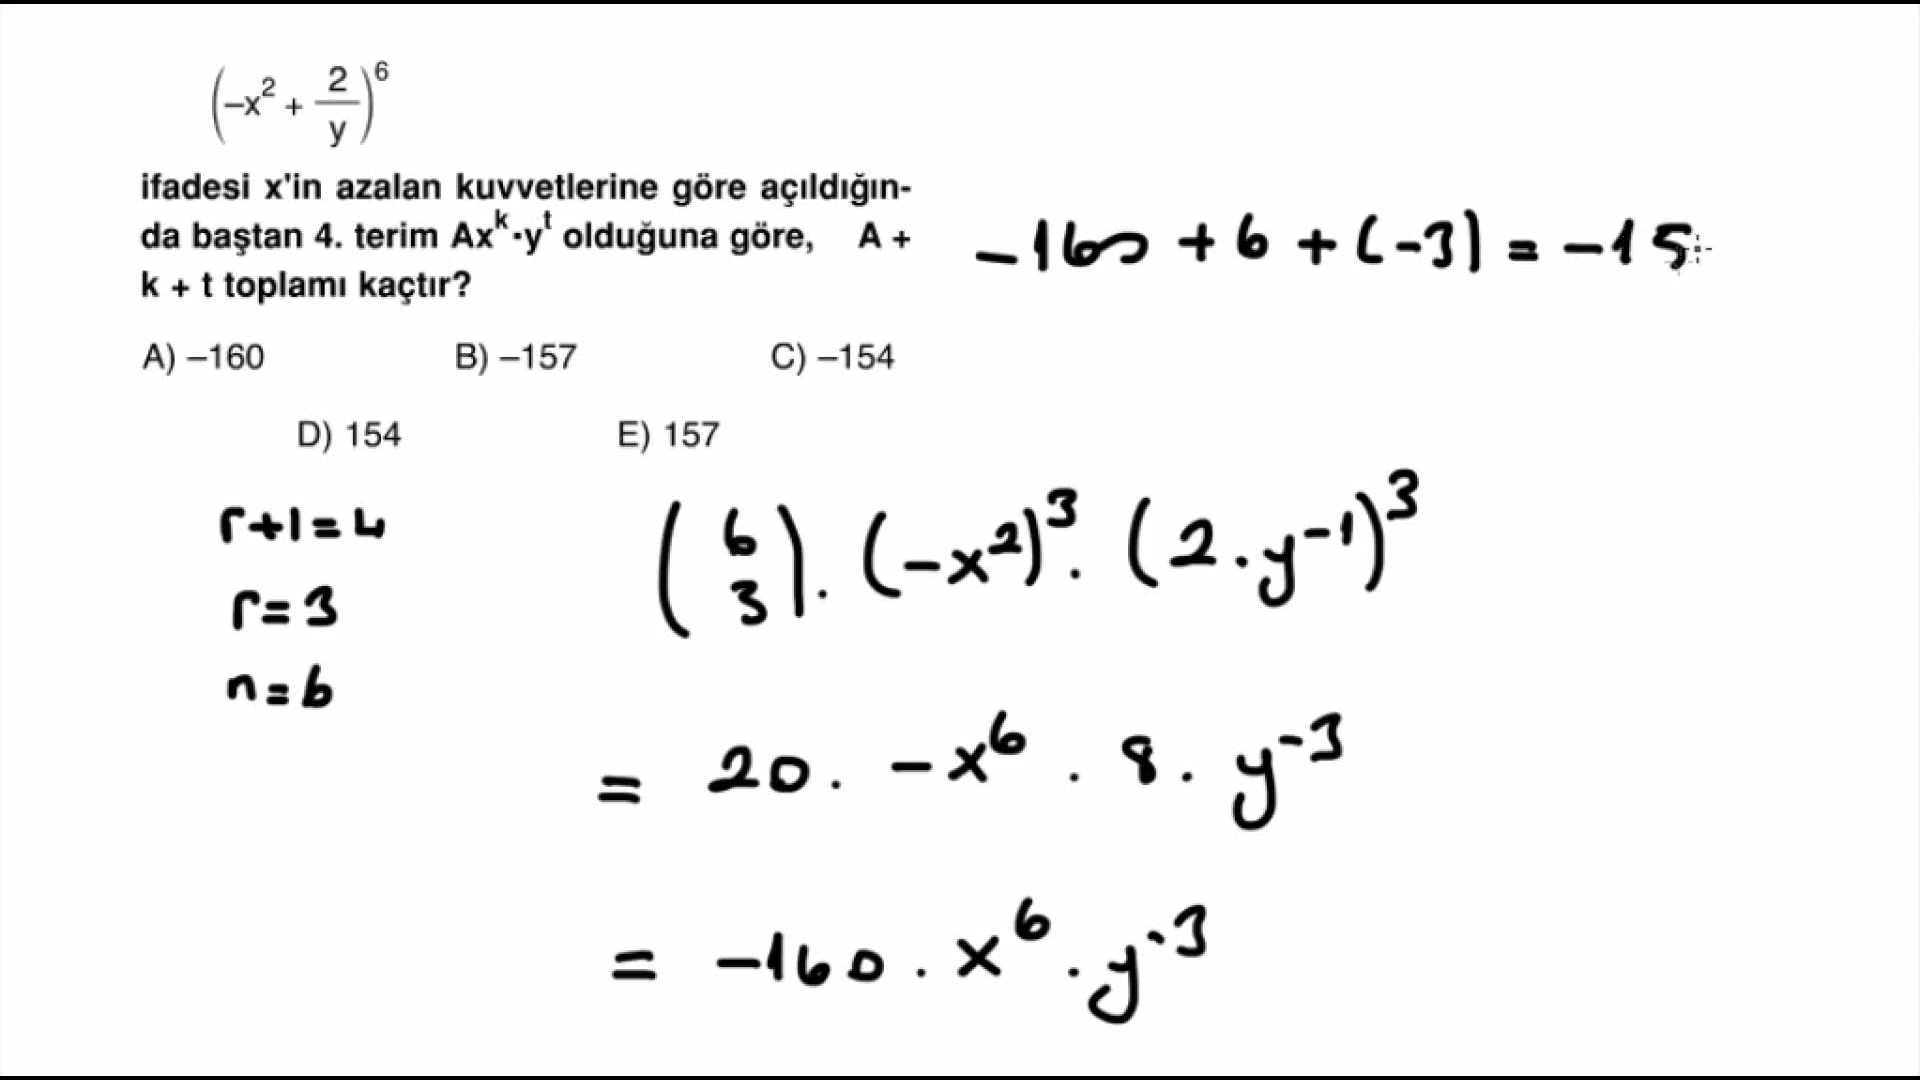 (–x² + 2/y)⁶
ifadesi x'in azalan kuvvetlerine göre açıldığın-
da baştan 4. terim Axᵏ·yᵗ olduğuna göre, A +
k + t toplamı kaçtır?
-160 + 6 + (-3) = -15
A) –160 B) –157 C) –154
D) 154 E) 157
r+1=4
r=3
n=6
(6 3) . (-x²)³ . (2.y⁻¹)³
= 20 . -x⁶ . 8 . y⁻³
= -160 . x⁶ . y⁻³